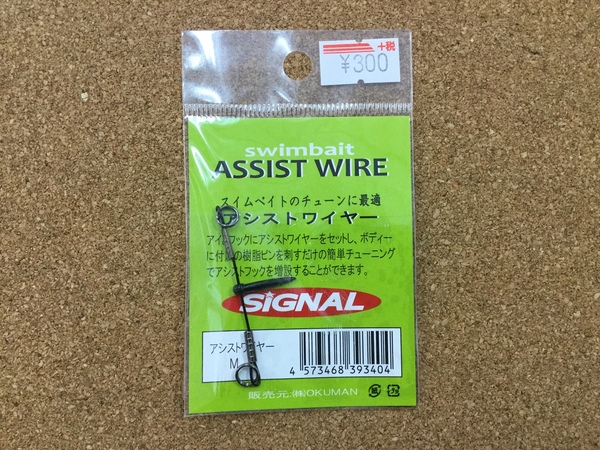 +税
¥300
swimbait
ASSIST WIRE
スイムベイトのチューンに最適
アシストワイヤー
アイやフックにアシストワイヤーをセットし、ボディー
に付属の樹脂ピンを刺すだけの簡単チューニング
でアシストフックを増設することができます。
SiGNAL
アシストワイヤー
M
4 573468 393404
販売元:㈱OKUMAN